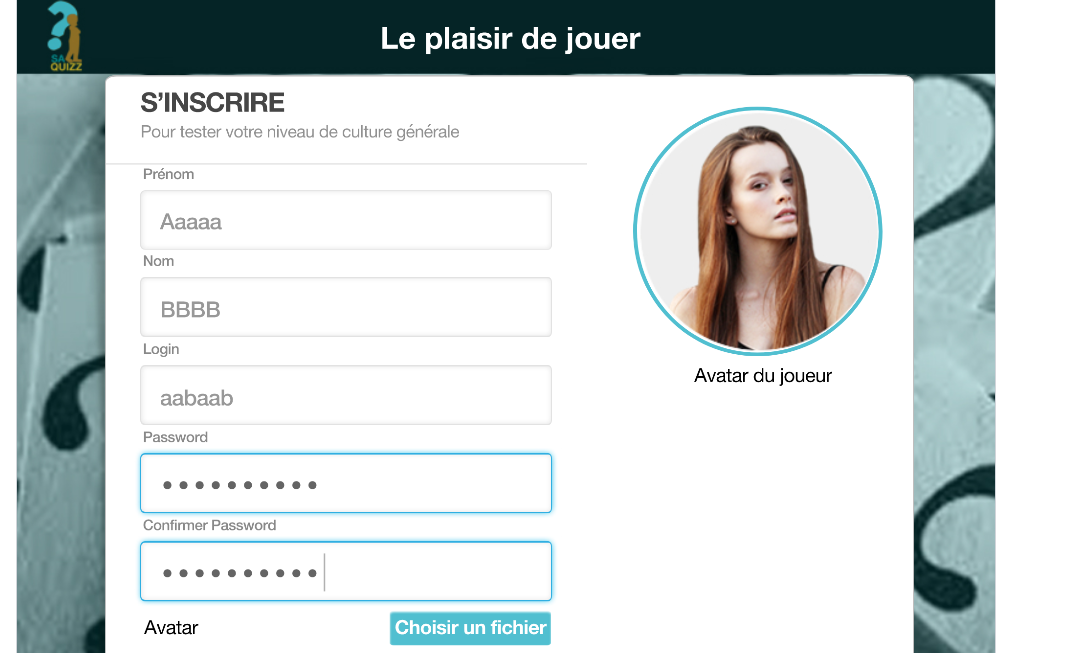 SA
QUIZZ
Le plaisir de jouer
S'INSCRIRE
Pour tester votre niveau de culture générale
Prénom
Aaaaa
Nom
BBBB
Login
aabaab
Password
Confirmer Password
Avatar
Choisir un fichier
Avatar du joueur